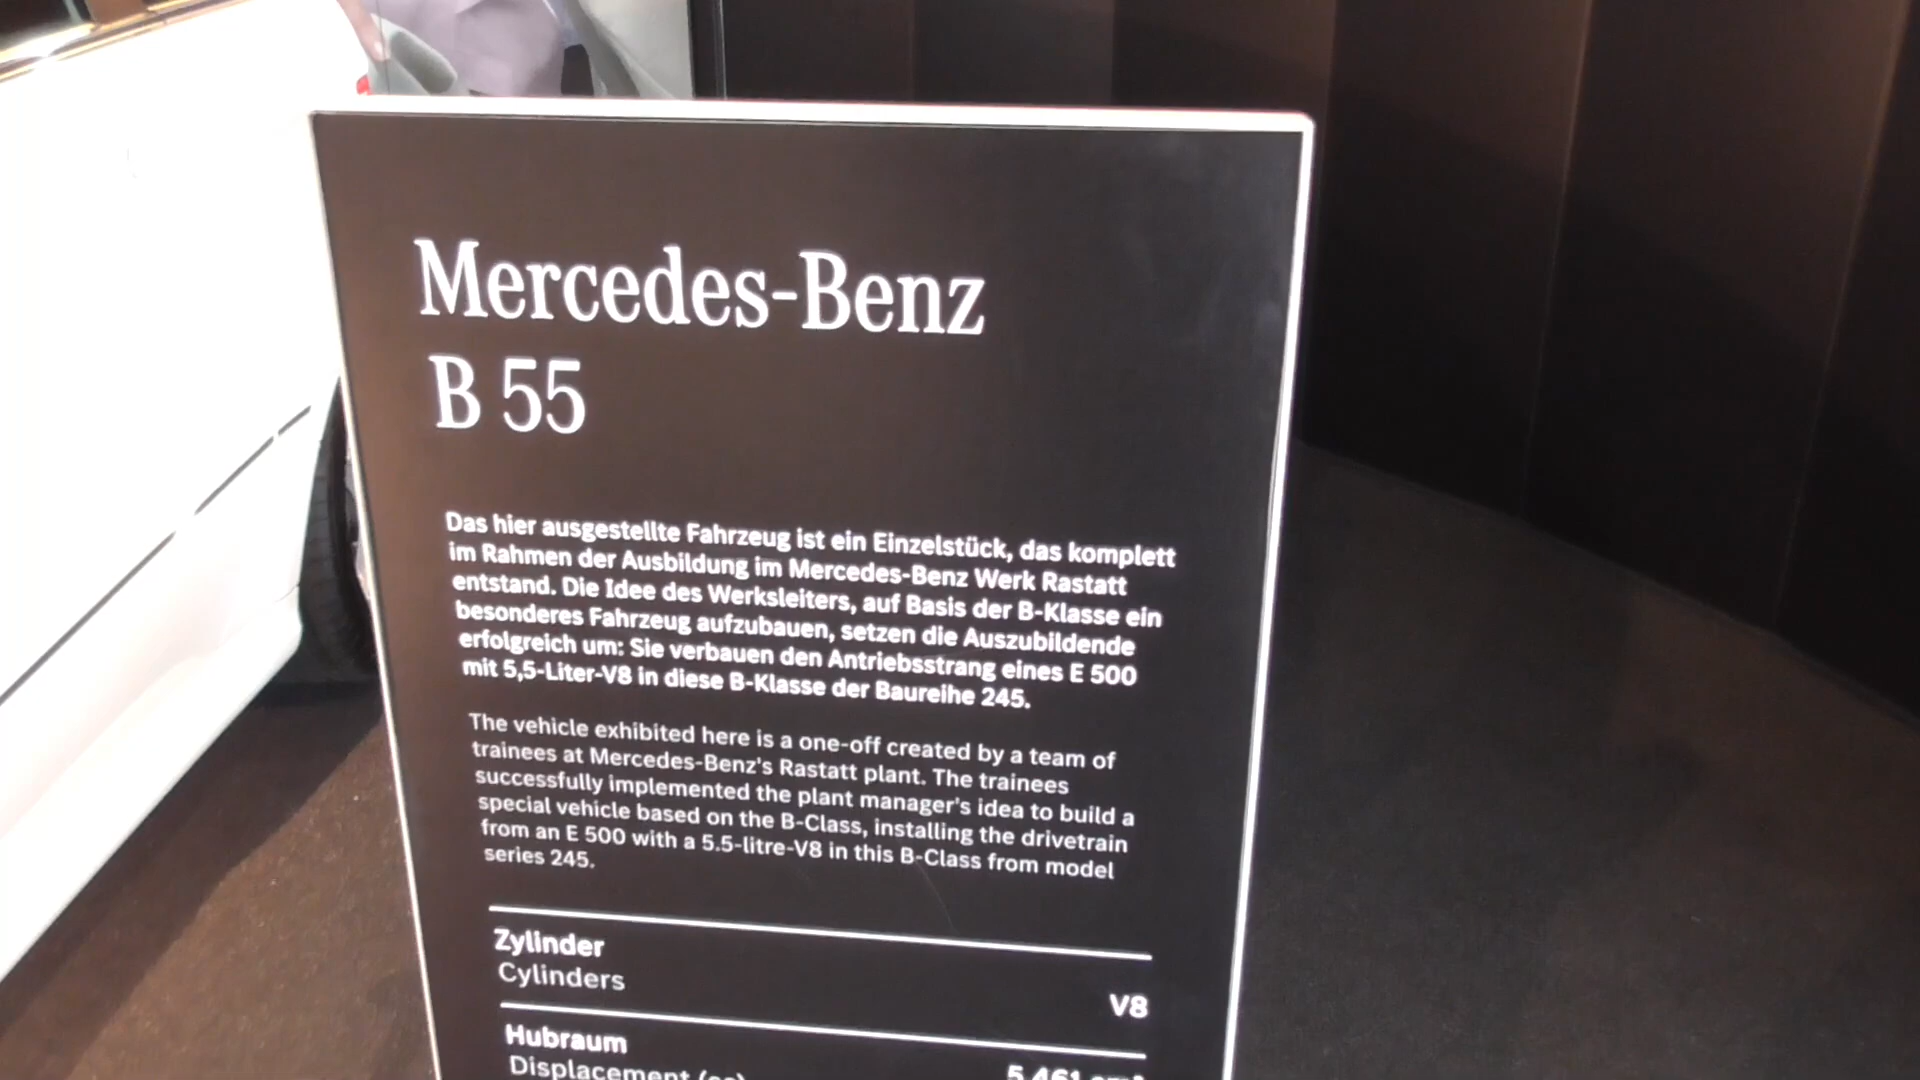 Mercedes-Benz
B 55
Das hier ausgestellte Fahrzeug ist ein Einzelstück, das komplett
im Rahmen der Ausbildung im Mercedes-Benz Werk Rastatt
entstand. Die Idee des Werksleiters, auf Basis der B-Klasse ein
besonderes Fahrzeug aufzubauen, setzen die Auszubildende
erfolgreich um: Sie verbauen den Antriebsstrang eines E 500
mit 5,5-Liter-V8 in diese B-Klasse der Baureihe 245.
The vehicle exhibited here is a one-off created by a team of
trainees at Mercedes-Benz's Rastatt plant. The trainees
successfully implemented the plant manager's idea to build a
special vehicle based on the B-Class, installing the drivetrain
from an E 500 with a 5.5-litre-V8 in this B-Class from model
series 245.
Zylinder
Cylinders
V8
Hubraum
Displacement
5.461